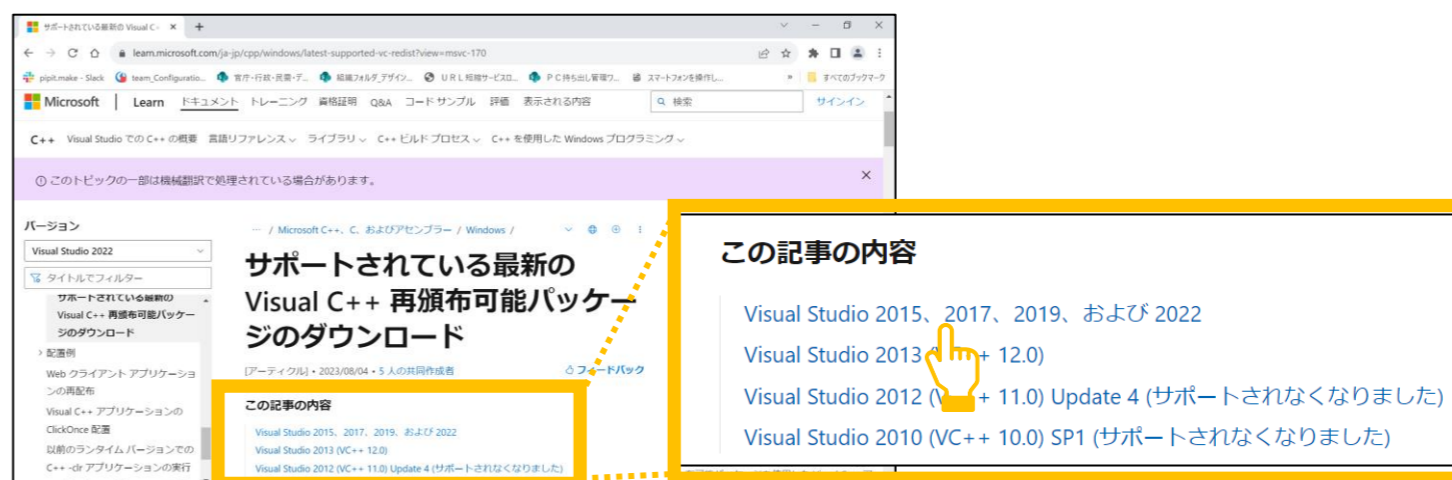 サポートされている最新の Visual C-
learn.microsoft.com/ja-jp/cpp/windows/latest-supported-vc-redist?view=msvc-170
pipit.make - Slack
team_Configuratio...
官庁-行政-民需-デ...
組織フォルダ_デザイン...
URL短縮サービスロ...
PC持ち出し管理ワ...
スマートフォンを操作し...
»
すべてのブックマーク
Microsoft
Learn
ドキュメント
トレーニング
資格証明
Q&A
コード サンプル
評価
表示される内容
検索
サインイン
C++
Visual Studio での C++ の概要
言語リファレンス
ライブラリ
C++ ビルド プロセス
C++ を使用した Windows プログラミング
このトピックの一部は機械翻訳で処理されている場合があります。
バージョン
Visual Studio 2022
タイトルでフィルター
サポートされている最新の
Visual C++ 再頒布可能パッケー
ジのダウンロード
配置例
Web クライアント アプリケーショ
ンの再配布
Visual C++ アプリケーションの
ClickOnce 配置
以前のランタイム バージョンでの
C++ -clr アプリケーションの実行
… / Microsoft C++、C、およびアセンブラー / Windows /
サポートされている最新の
Visual C++ 再頒布可能パッケー
ジのダウンロード
[アーティクル] • 2023/08/04 • 5 人の共同作成者
フィードバック
この記事の内容
Visual Studio 2015、2017、2019、および 2022
Visual Studio 2013 (VC++ 12.0)
Visual Studio 2012 (VC++ 11.0) Update 4 (サポートされなくなりました)
この記事の内容
Visual Studio 2015、2017、2019、および 2022
Visual Studio 2013 (VC++ 12.0)
Visual Studio 2012 (VC++ 11.0) Update 4 (サポートされなくなりました)
Visual Studio 2010 (VC++ 10.0) SP1 (サポートされなくなりました)